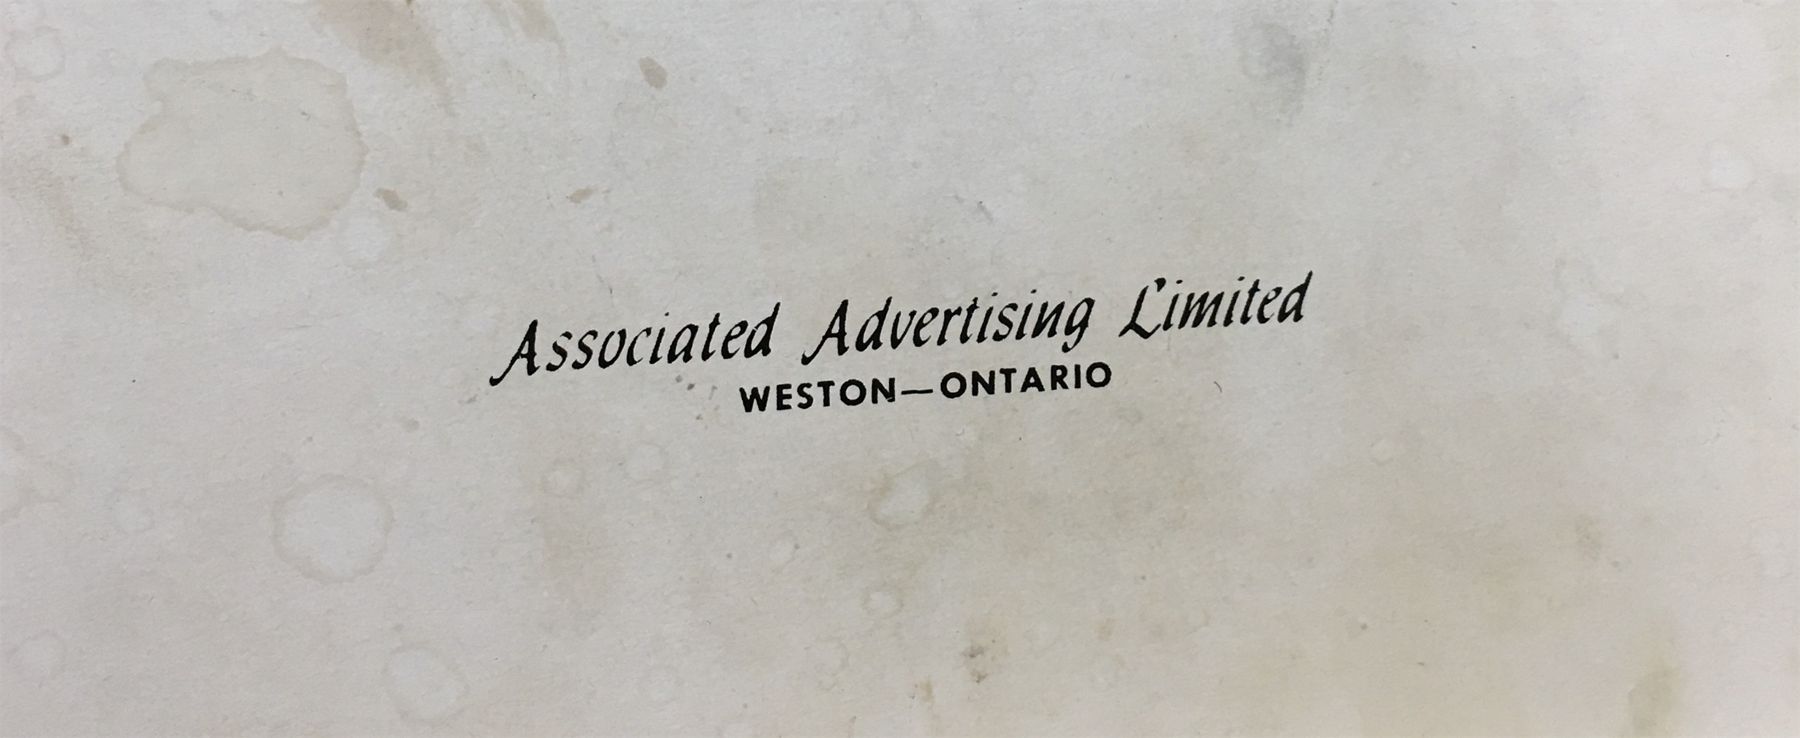 Associated Advertising Limited
WESTON—ONTARIO